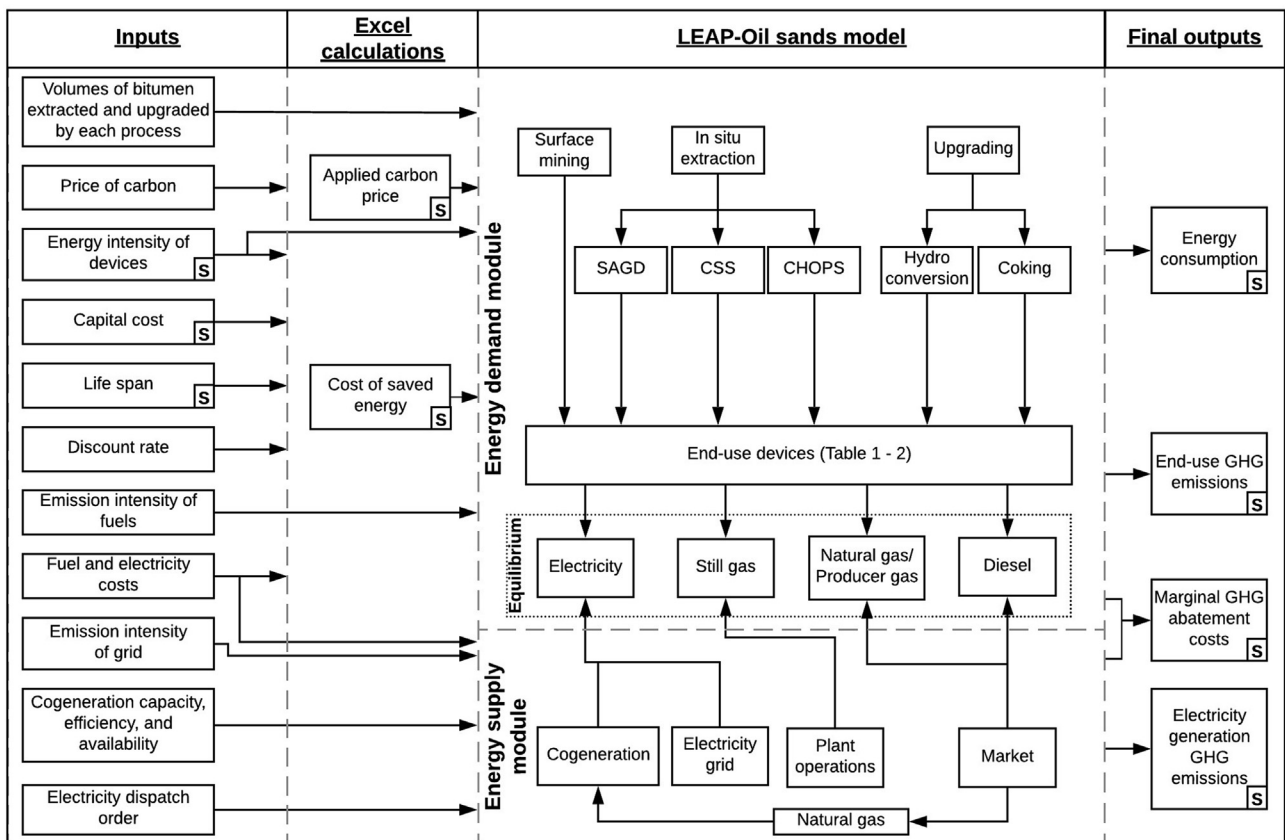 Inputs
Excel
calculations
LEAP-Oil sands model
Final outputs
Volumes of bitumen
extracted and upgraded
by each process
Price of carbon
Energy intensity of
devices
S
Capital cost
S
Life span
S
Discount rate
Emission intensity of
fuels
Fuel and electricity
costs
Emission intensity
of grid
Cogeneration capacity,
efficiency, and
availability
Electricity dispatch
order
Applied carbon
price
S
Cost of saved
energy
S
Energy demand module
Surface
mining
In situ
extraction
Upgrading
SAGD
CSS
CHOPS
Hydro
conversion
Coking
End-use devices (Table 1 - 2)
Equilibrium
Electricity
Still gas
Natural gas/
Producer gas
Diesel
Energy supply
module
Cogeneration
Electricity
grid
Plant
operations
Market
Natural gas
Energy
consumption
S
End-use GHG
emissions
S
Marginal GHG
abatement
costs
S
Electricity
generation
GHG
emissions
S